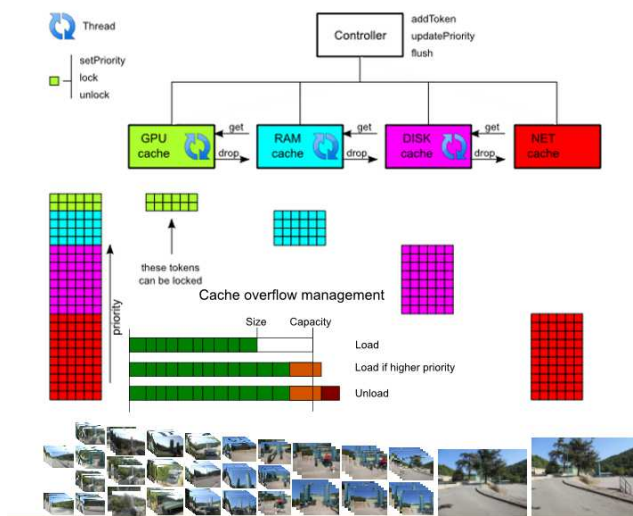 Thread
setPriority
lock
unlock
Controller
addToken
updatePriority
flush
GPU
cache
get
drop
RAM
cache
get
drop
DISK
cache
get
drop
NET
cache
these tokens
can be locked
priority
Cache overflow management
Size
Capacity
Load
Load if higher priority
Unload